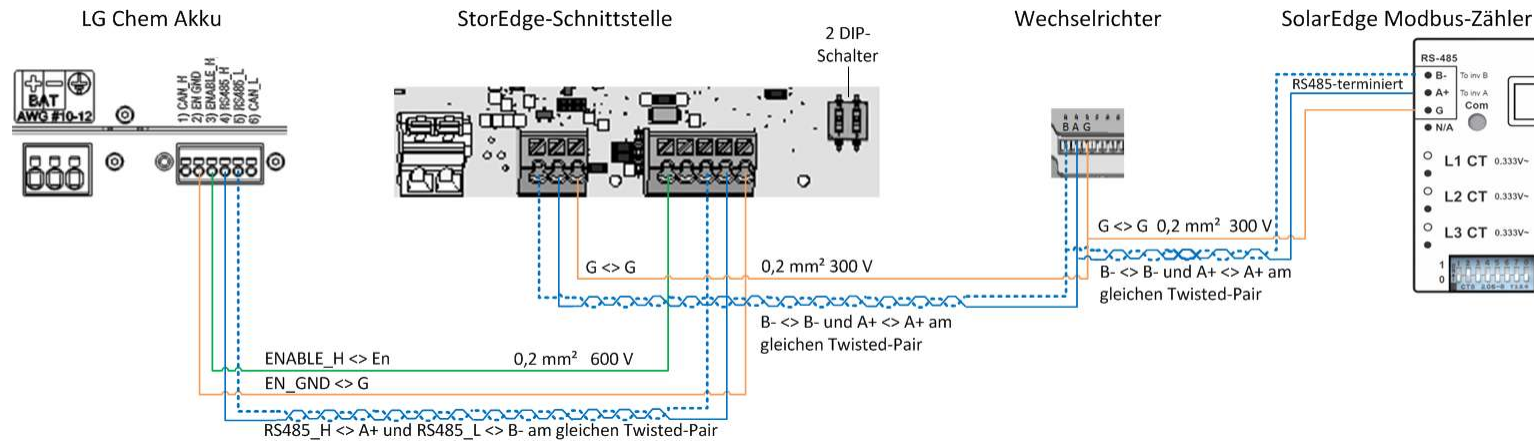 LG Chem Akku
StorEdge-Schnittstelle
Wechselrichter
SolarEdge Modbus-Zähler
2 DIP-
Schalter
BAT
AWG #10-12
1) CAN_H
2) EN GND
3) ENABLE_H
4) RS485_H
5) RS485_L
6) CAN_L
B A G
RS-485
B-
To inv B
RS485-terminiert
A+
To inv A
G
Com
N/A
L1 CT 0.333V~
L2 CT 0.333V~
L3 CT 0.333V~
1
0
G <> G 0,2 mm² 300 V
G <> G
0,2 mm² 300 V
B- <> B- und A+ <> A+ am
gleichen Twisted-Pair
B- <> B- und A+ <> A+ am
gleichen Twisted-Pair
ENABLE_H <> En
0,2 mm² 600 V
EN_GND <> G
RS485_H <> A+ und RS485_L <> B- am gleichen Twisted-Pair